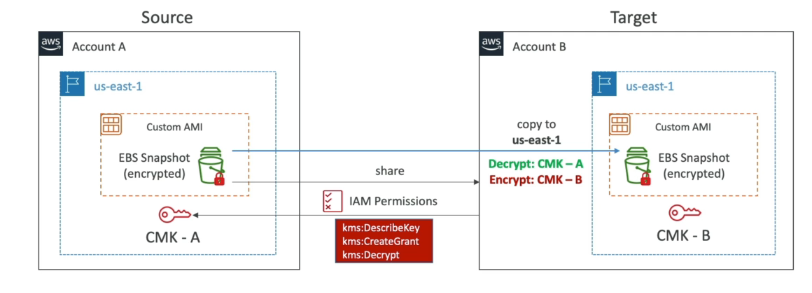 Source
Target
aws
Account A
aws
Account B
us-east-1
us-east-1
Custom AMI
EBS Snapshot
(encrypted)
CMK - A
share
IAM Permissions
kms:DescribeKey
kms:CreateGrant
kms:Decrypt
copy to
us-east-1
Decrypt: CMK – A
Encrypt: CMK – B
Custom AMI
EBS Snapshot
(encrypted)
CMK - B